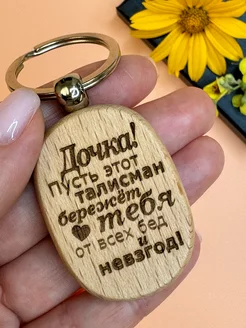 Дочка!
Пусть этот
талисман
бережёт
тебя
от всех бед
и
невзгод!